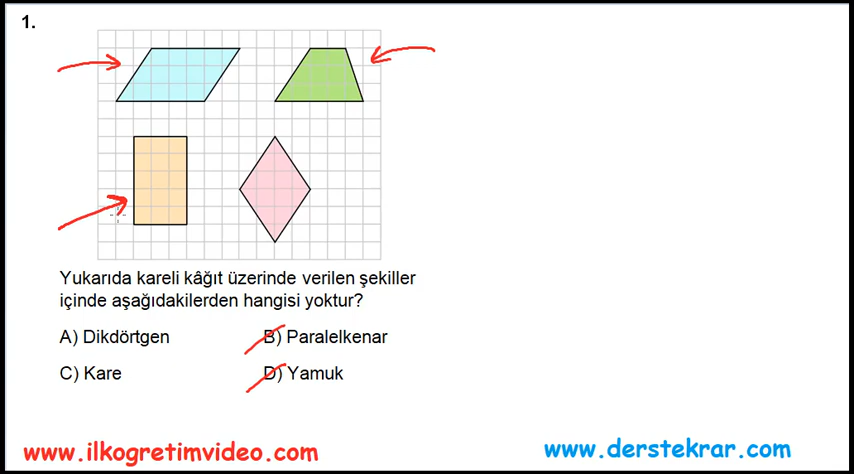 1.
Yukarıda kareli kâğıt üzerinde verilen şekiller
içinde aşağıdakilerden hangisi yoktur?
A) Dikdörtgen B) Paralelkenar
C) Kare D) Yamuk
www.ilkogretimvideo.com www.derstekrar.com